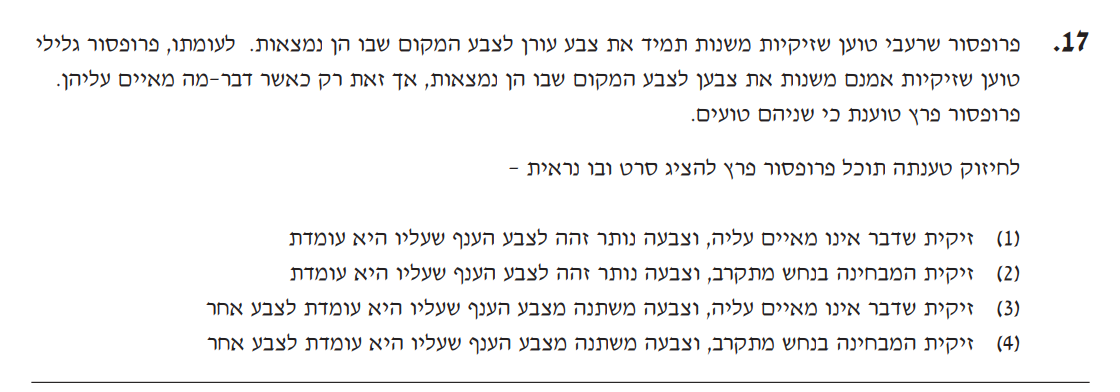 17. פרופסור שרעבי טוען שזיקיות משנות תמיד את צבע עורן לצבע המקום שבו הן נמצאות. לעומתו, פרופסור גלילי
טוען שזיקיות אמנם משנות את צבען לצבע המקום שבו הן נמצאות, אך זאת רק כאשר דבר-מה מאיים עליהן.
פרופסור פרץ טוענת כי שניהם טועים.
לחיזוק טענתה תוכל פרופסור פרץ להציג סרט ובו נראית -
(1) זיקית שדבר אינו מאיים עליה, וצבעה נותר זהה לצבע הענף שעליו היא עומדת
(2) זיקית המבחינה בנחש מתקרב, וצבעה נותר זהה לצבע הענף שעליו היא עומדת
(3) זיקית שדבר אינו מאיים עליה, וצבעה משתנה מצבע הענף שעליו היא עומדת לצבע אחר
(4) זיקית המבחינה בנחש מתקרב, וצבעה משתנה מצבע הענף שעליו היא עומדת לצבע אחר